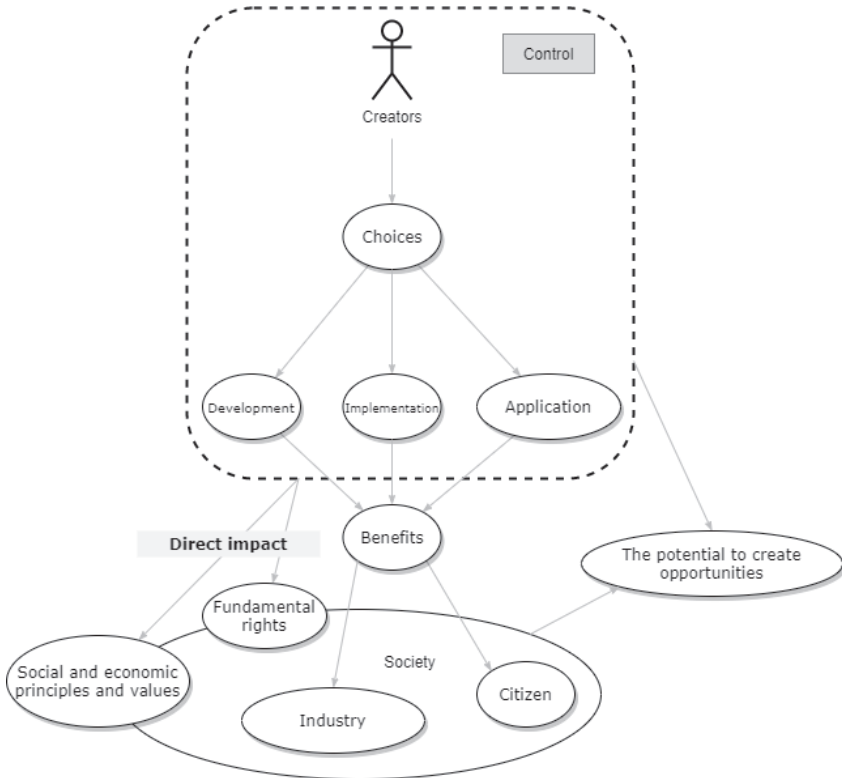 Control
Creators
Choices
Development
Implementation
Application
Direct impact
Benefits
The potential to create
opportunities
Fundamental
rights
Society
Social and economic
principles and values
Citizen
Industry